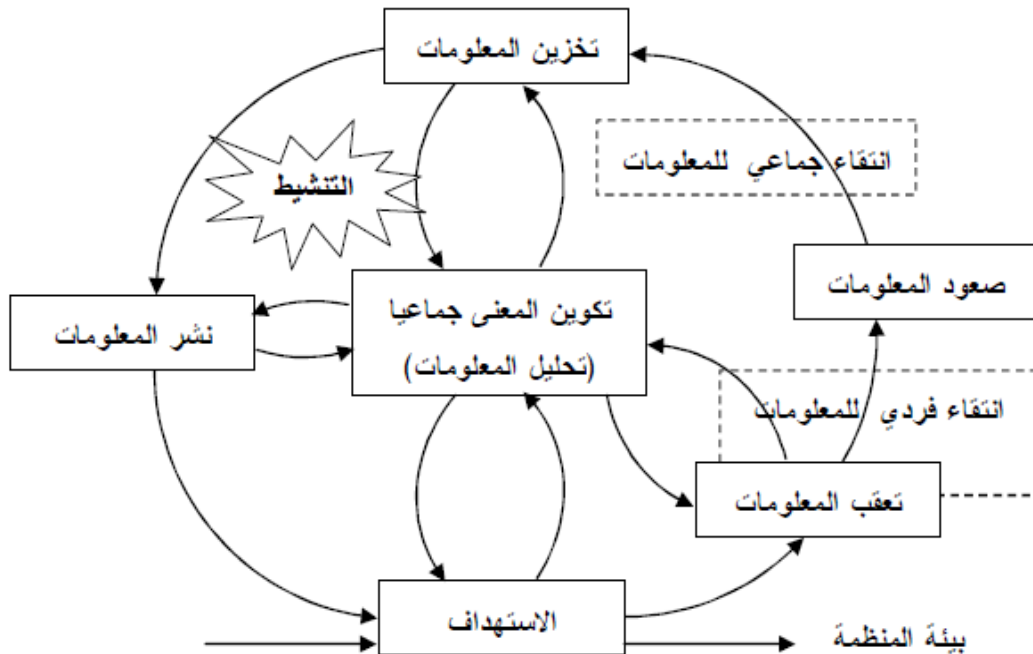 تخزين المعلومات
انتقاء جماعي للمعلومات
التنشيط
صعود المعلومات
تكوين المعنى جماعيا
(تحليل المعلومات)
نشر المعلومات
انتقاء فردي للمعلومات
تعقب المعلومات
الاستهداف
بيئة المنظمة